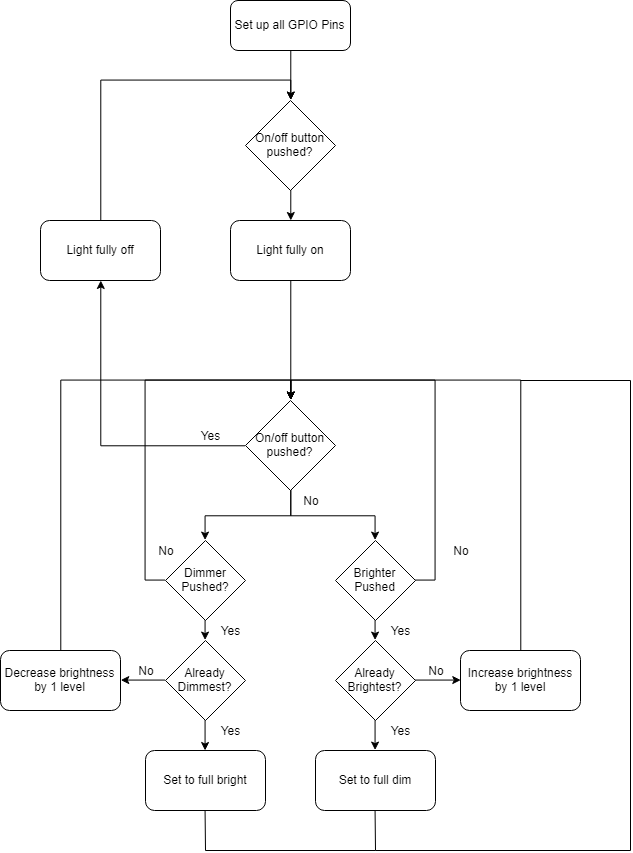 Set up all GPIO Pins
On/off button
pushed?
Light fully off
Light fully on
Yes
On/off button
pushed?
No
No
Dimmer
Pushed?
Brighter
Pushed
No
Yes
Yes
Decrease brightness
by 1 level
No
Already
Dimmest?
Already
Brightest?
No
Increase brightness
by 1 level
Yes
Yes
Set to full bright
Set to full dim